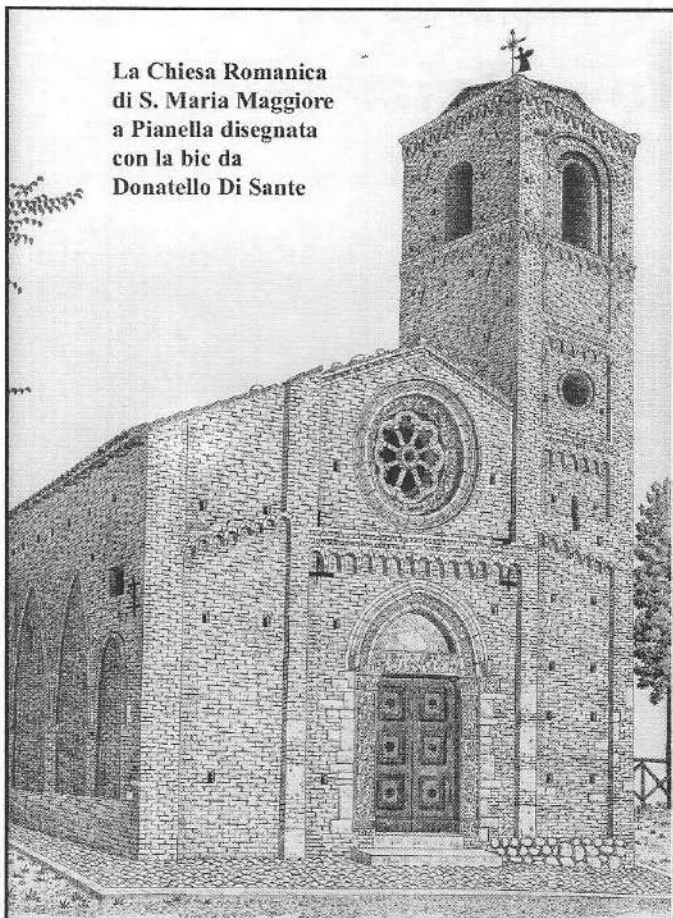 La Chiesa Romanica
di S. Maria Maggiore
a Pianella disegnata
con la bic da
Donatello Di Sante